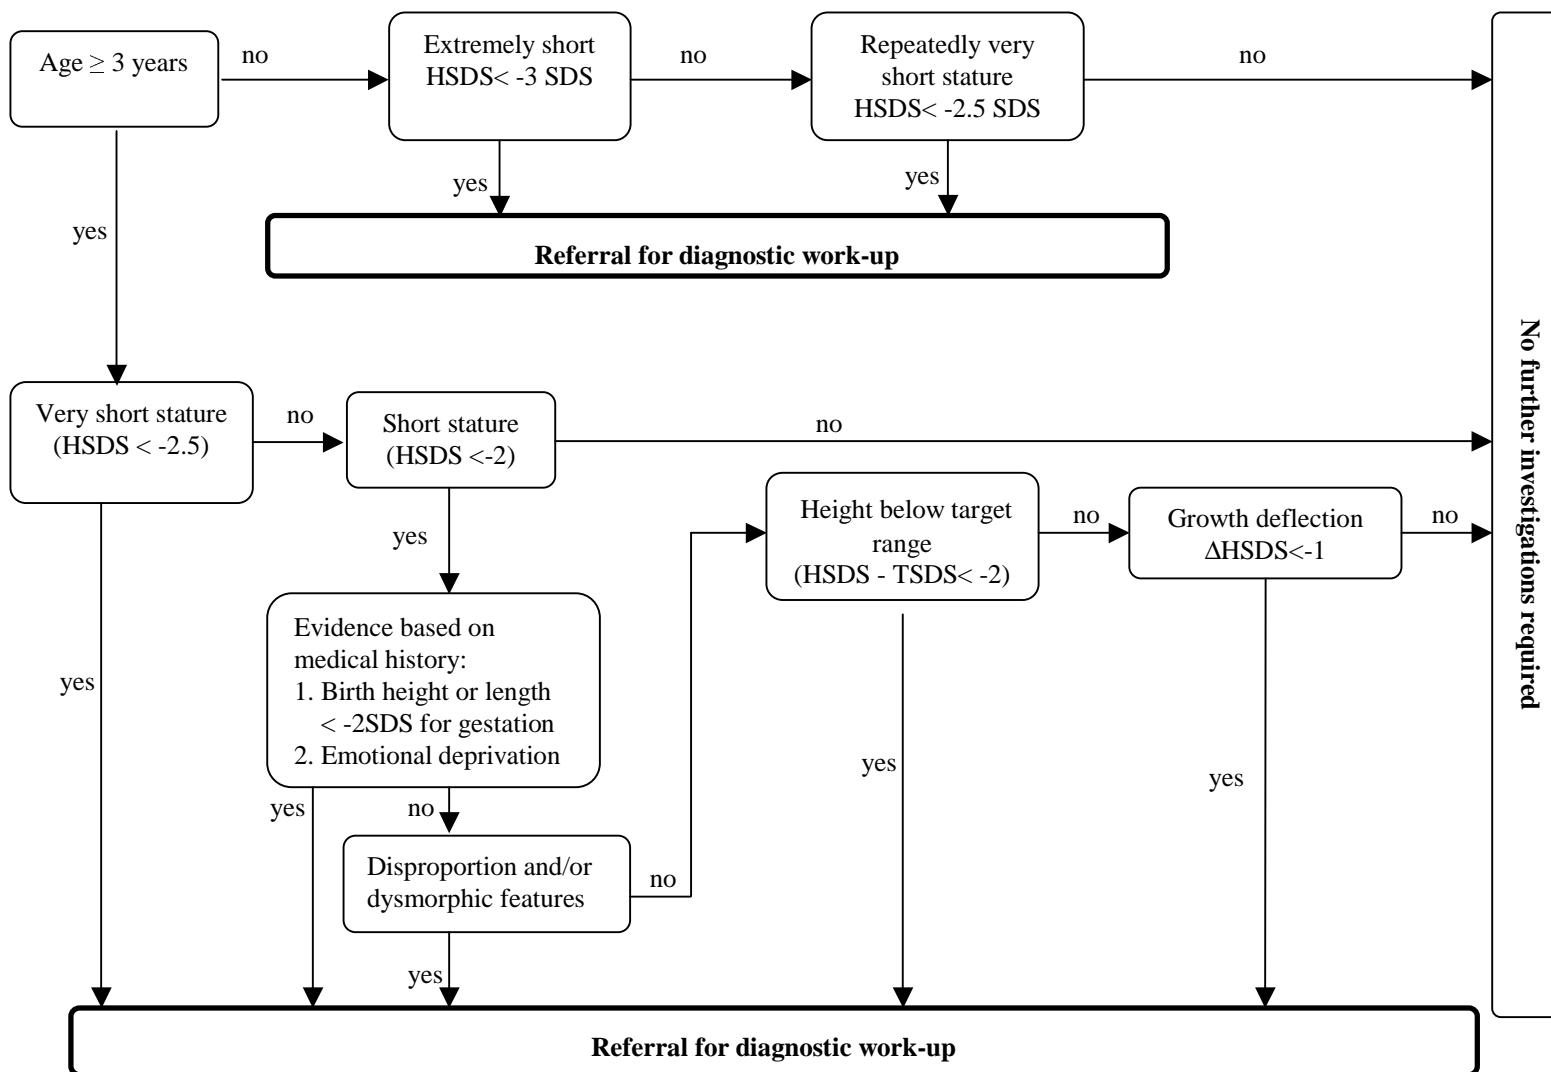 Age ≥ 3 years
no
Extremely short
HSDS< -3 SDS
no
Repeatedly very
short stature
HSDS< -2.5 SDS
no
yes
yes
yes
Referral for diagnostic work-up
Very short stature
(HSDS < -2.5)
no
Short stature
(HSDS <-2)
no
yes
yes
Evidence based on
medical history:
1. Birth height or length
< -2SDS for gestation
2. Emotional deprivation
yes
no
Disproportion and/or
dysmorphic features
no
yes
Height below target
range
(HSDS - TSDS< -2)
no
yes
Growth deflection
ΔHSDS<-1
no
yes
Referral for diagnostic work-up
No further investigations required